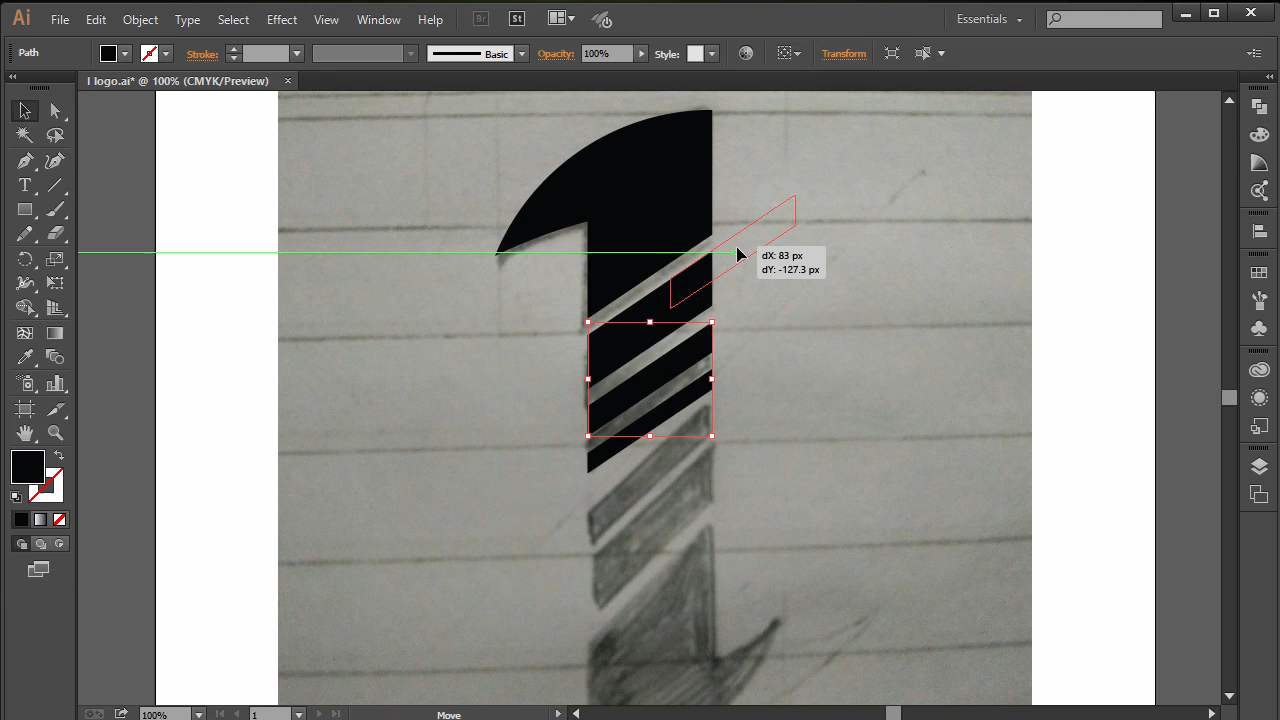 Ai File Edit Object Type Select Effect View Window Help Br St Essentials
Path Stroke: Basic Opacity: 100% Style: Transform
I logo.ai* @ 100% (CMYK/Preview)
dX: 83 px
dY: -127.3 px
100% 1 Move